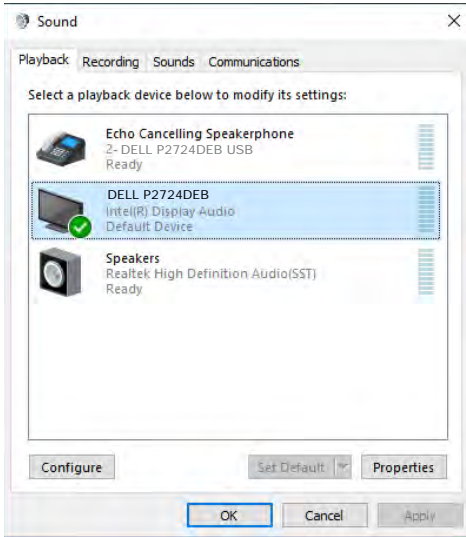 Sound
Playback Recording Sounds Communications
Select a playback device below to modify its settings:
Echo Cancelling Speakerphone
2- DELL P2724DEB USB
Ready
DELL P2724DEB
Intel(R) Display Audio
Default Device
Speakers
Realtek High Definition Audio(SST)
Ready
Configure Set Default Properties
OK Cancel Apply